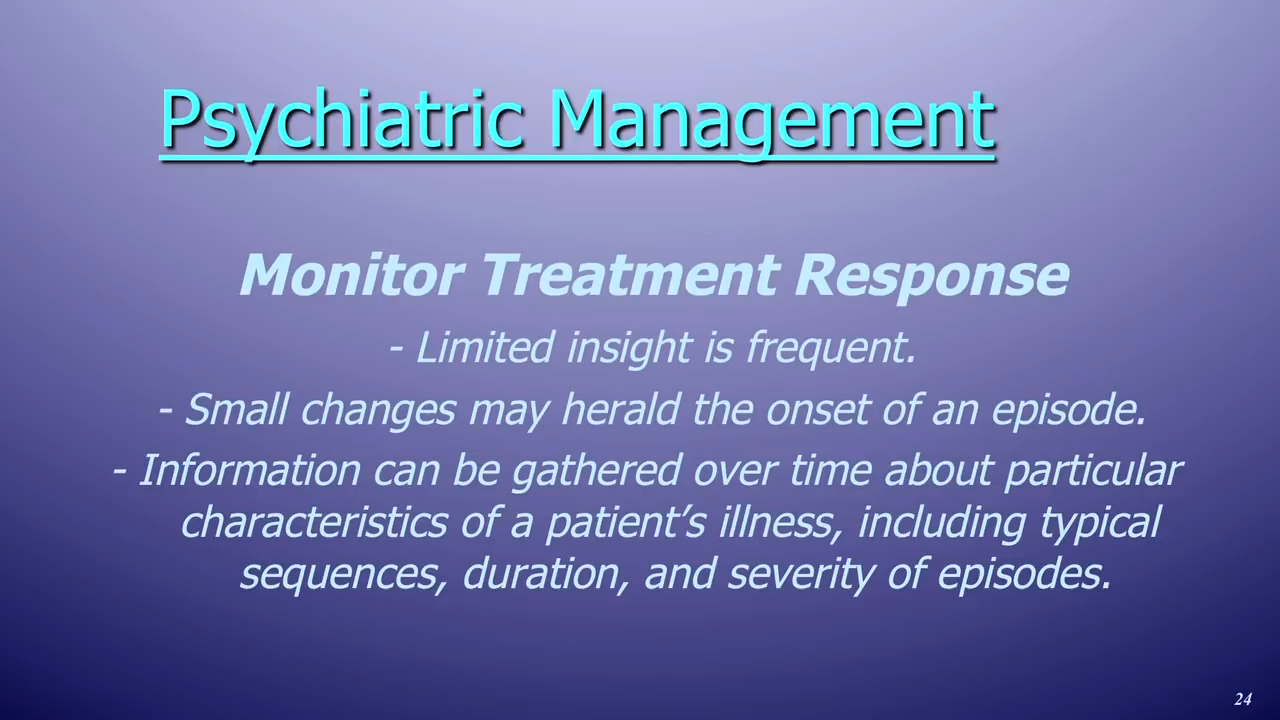 Psychiatric Management
Monitor Treatment Response
- Limited insight is frequent.
- Small changes may herald the onset of an episode.
- Information can be gathered over time about particular
characteristics of a patient’s illness, including typical
sequences, duration, and severity of episodes.
24